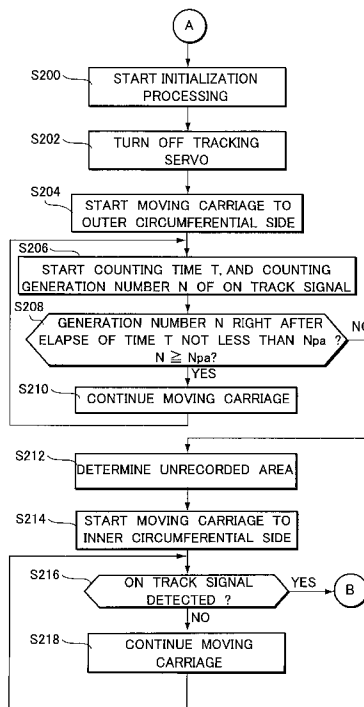 A
S200
START INITIALIZATION
PROCESSING
S202
TURN OFF TRACKING
SERVO
S204
START MOVING CARRIAGE TO
OUTER CIRCUMFERENTIAL SIDE
S206
START COUNTING TIME T, AND COUNTING
GENERATION NUMBER N OF ON TRACK SIGNAL
S208
GENERATION NUMBER N RIGHT AFTER
ELAPSE OF TIME T NOT LESS THAN Npa ?
N ≧ Npa?
NO
YES
S210
CONTINUE MOVING CARRIAGE
S212
DETERMINE UNRECORDED AREA
S214
START MOVING CARRIAGE TO
INNER CIRCUMFERENTIAL SIDE
S216
ON TRACK SIGNAL
DETECTED ?
YES
B
NO
S218
CONTINUE MOVING
CARRIAGE